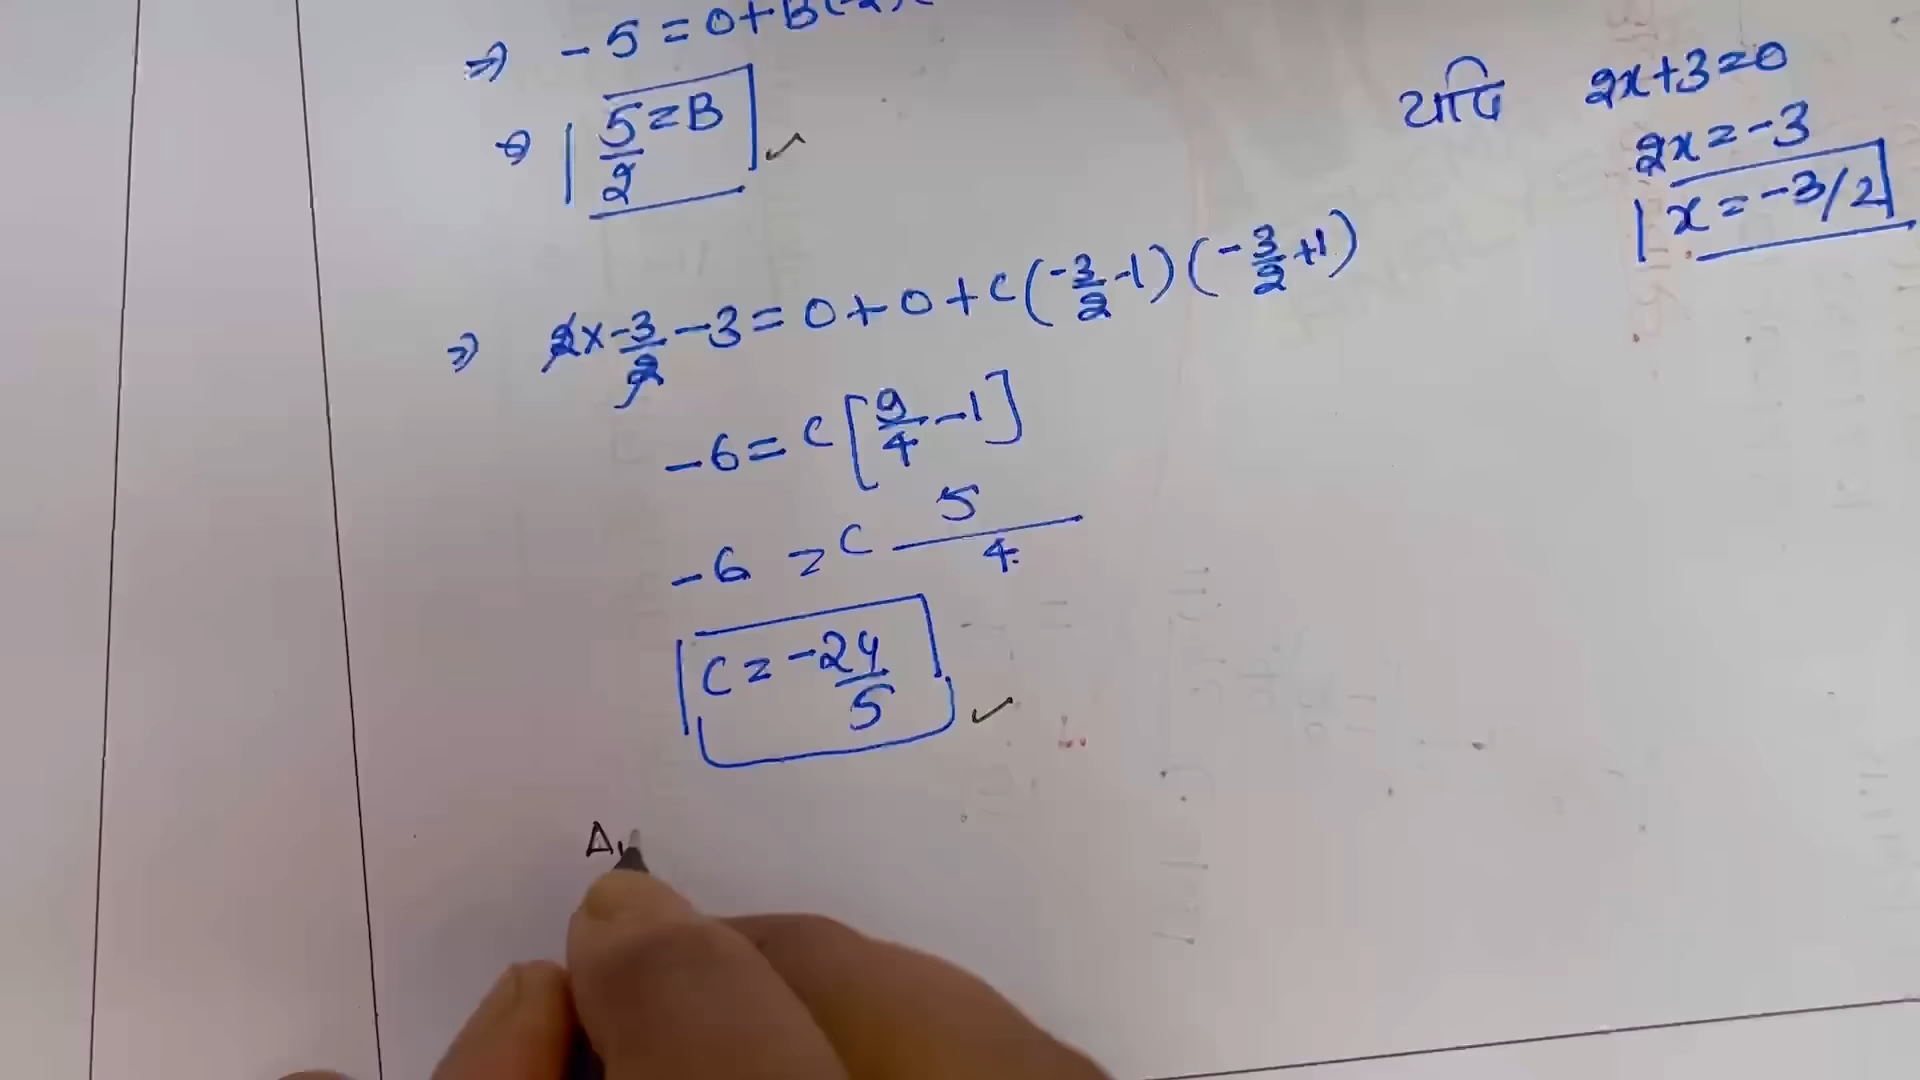 ⇒ -5 = 0 + B(-2)(
⇒ 5/2 = B ✓
यदि 2x+3=0
2x = -3
x = -3/2
⇒ 2x-3/2 - 3 = 0 + 0 + C(-3/2 - 1)(-3/2 + 1)
-6 = C[9/4 - 1]
-6 = C 5/4
C = -24/5 ✓
A